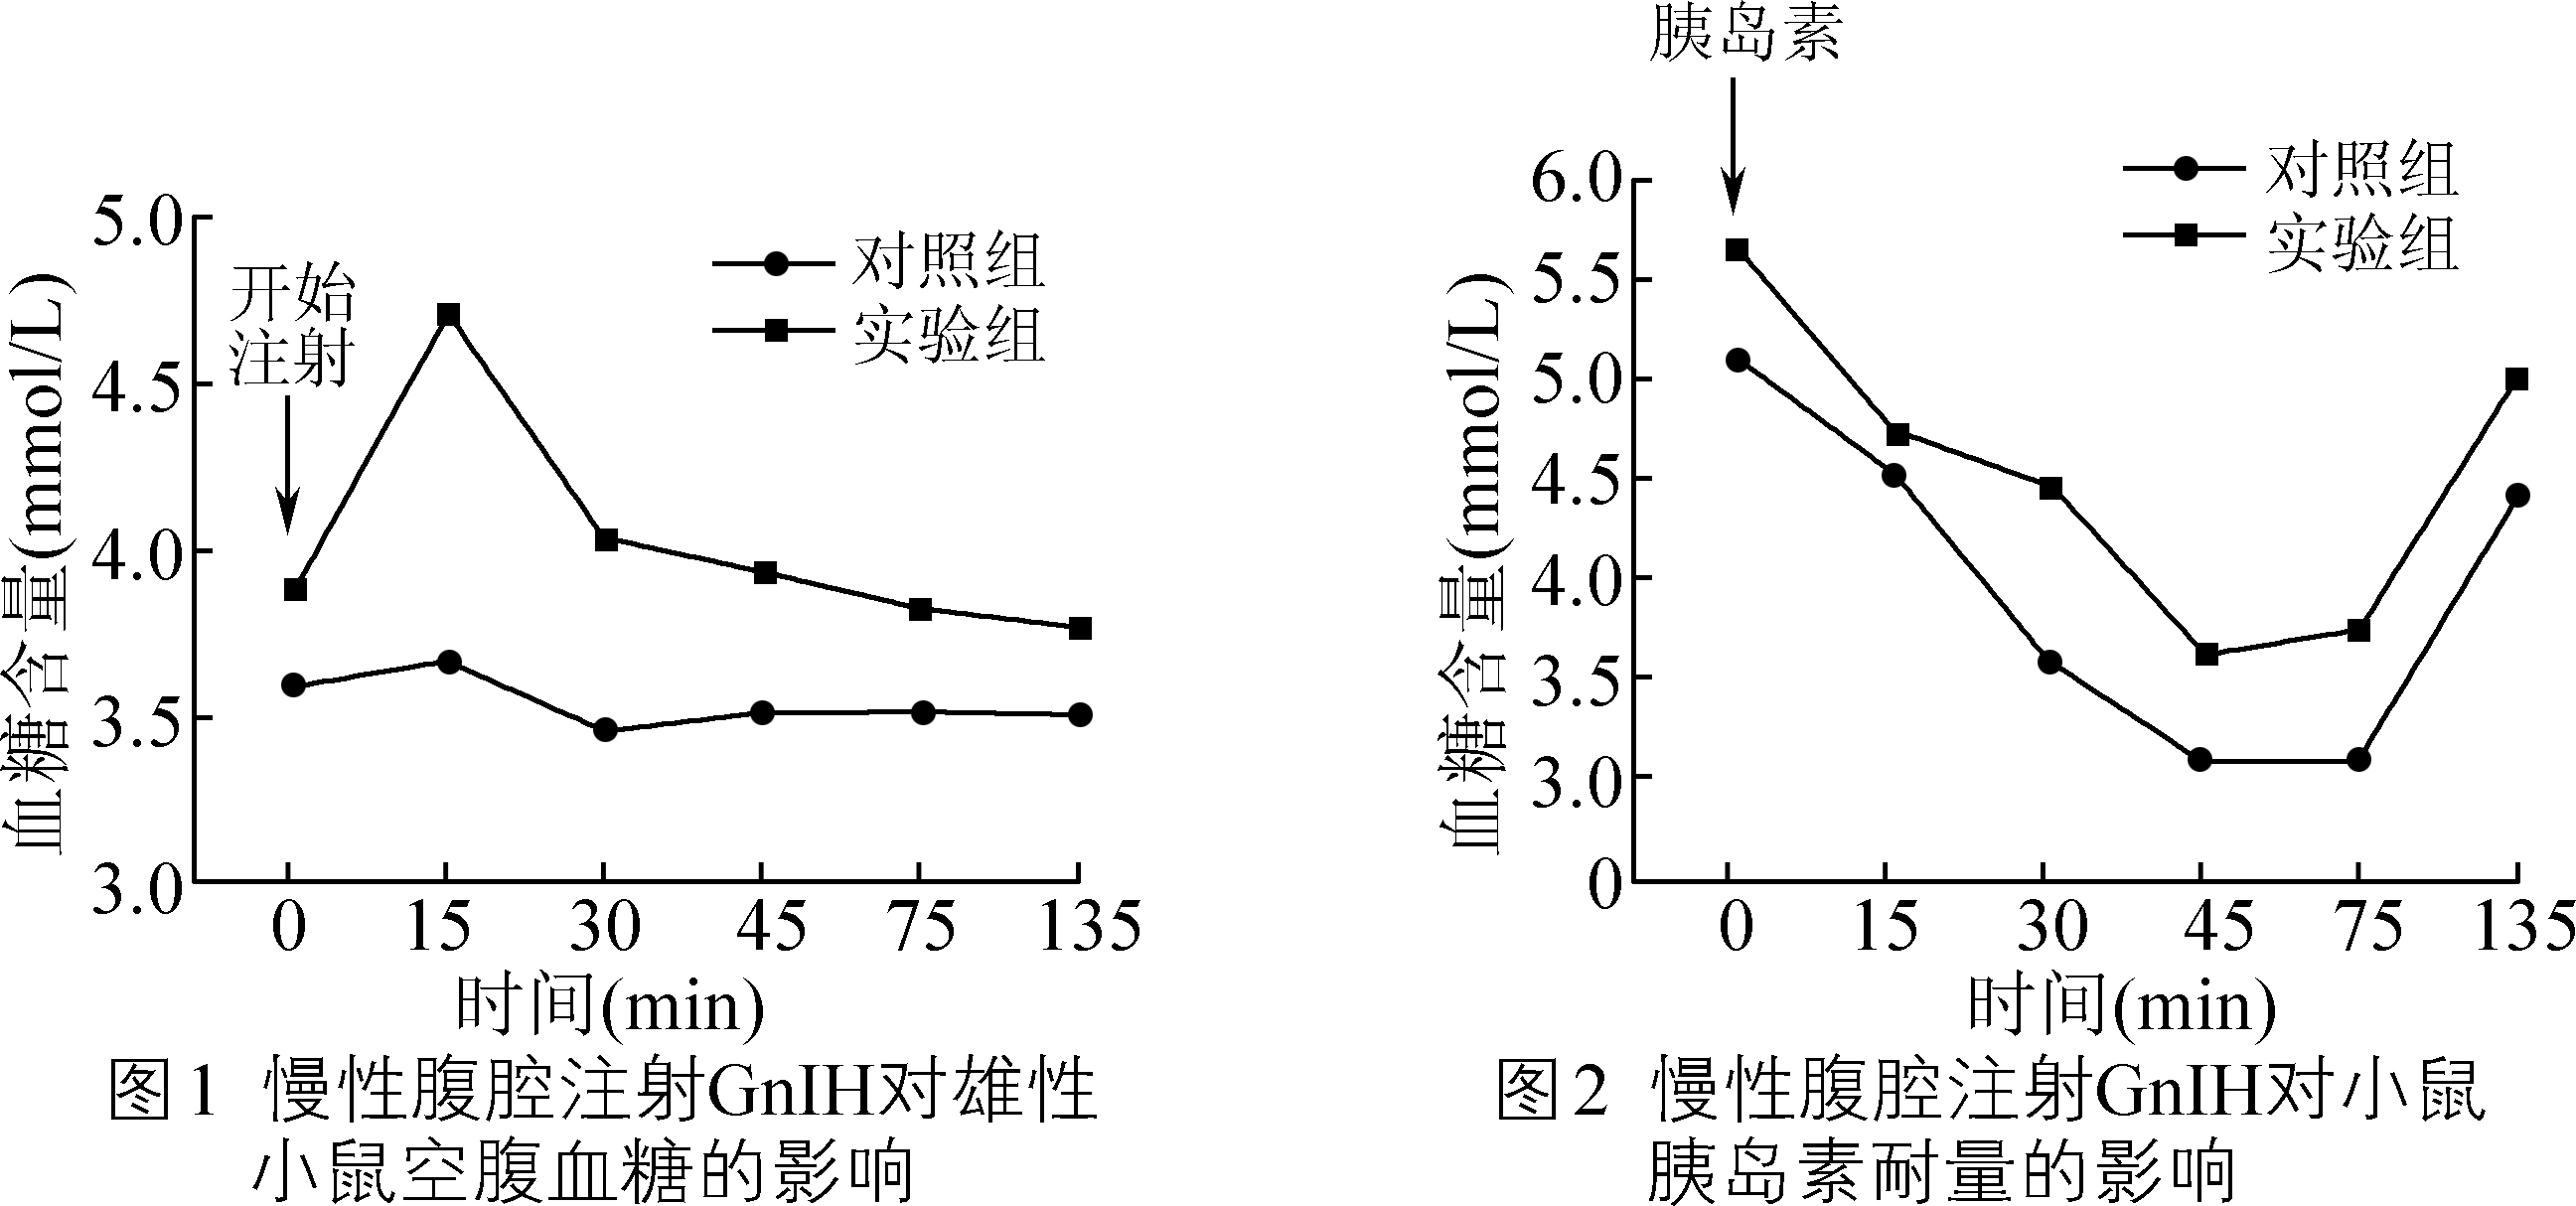 5.0
4.5
4.0
3.5
3.0
血糖含量(mmol/L)
开始
注射
对照组
实验组
0 15 30 45 75 135
时间(min)
图1 慢性腹腔注射GnIH对雄性
小鼠空腹血糖的影响
胰岛素
6.0
5.5
5.0
4.5
4.0
3.5
3.0
0
血糖含量(mmol/L)
对照组
实验组
0 15 30 45 75 135
时间(min)
图2 慢性腹腔注射GnIH对小鼠
胰岛素耐量的影响